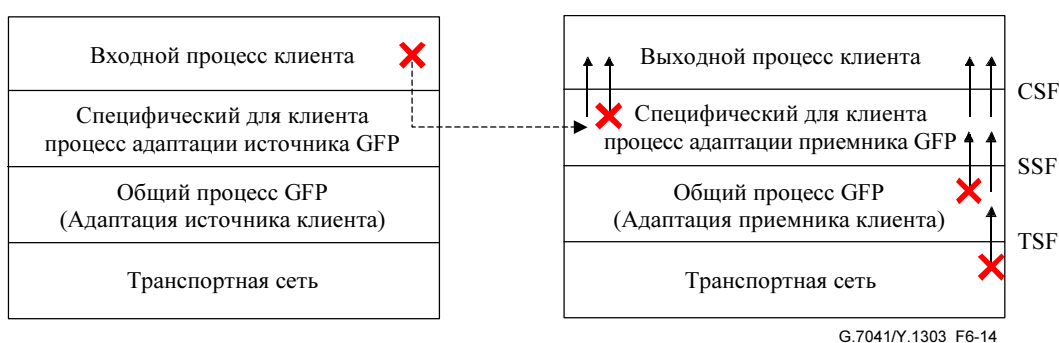 Входной процесс клиента
Специфический для клиента
процесс адаптации источника GFP
Общий процесс GFP
(Адаптация источника клиента)
Транспортная сеть
Выходной процесс клиента
CSF
Специфический для клиента
процесс адаптации приемника GFP
SSF
Общий процесс GFP
(Адаптация приемника клиента)
TSF
Транспортная сеть
G.7041/Y.1303_F6-14